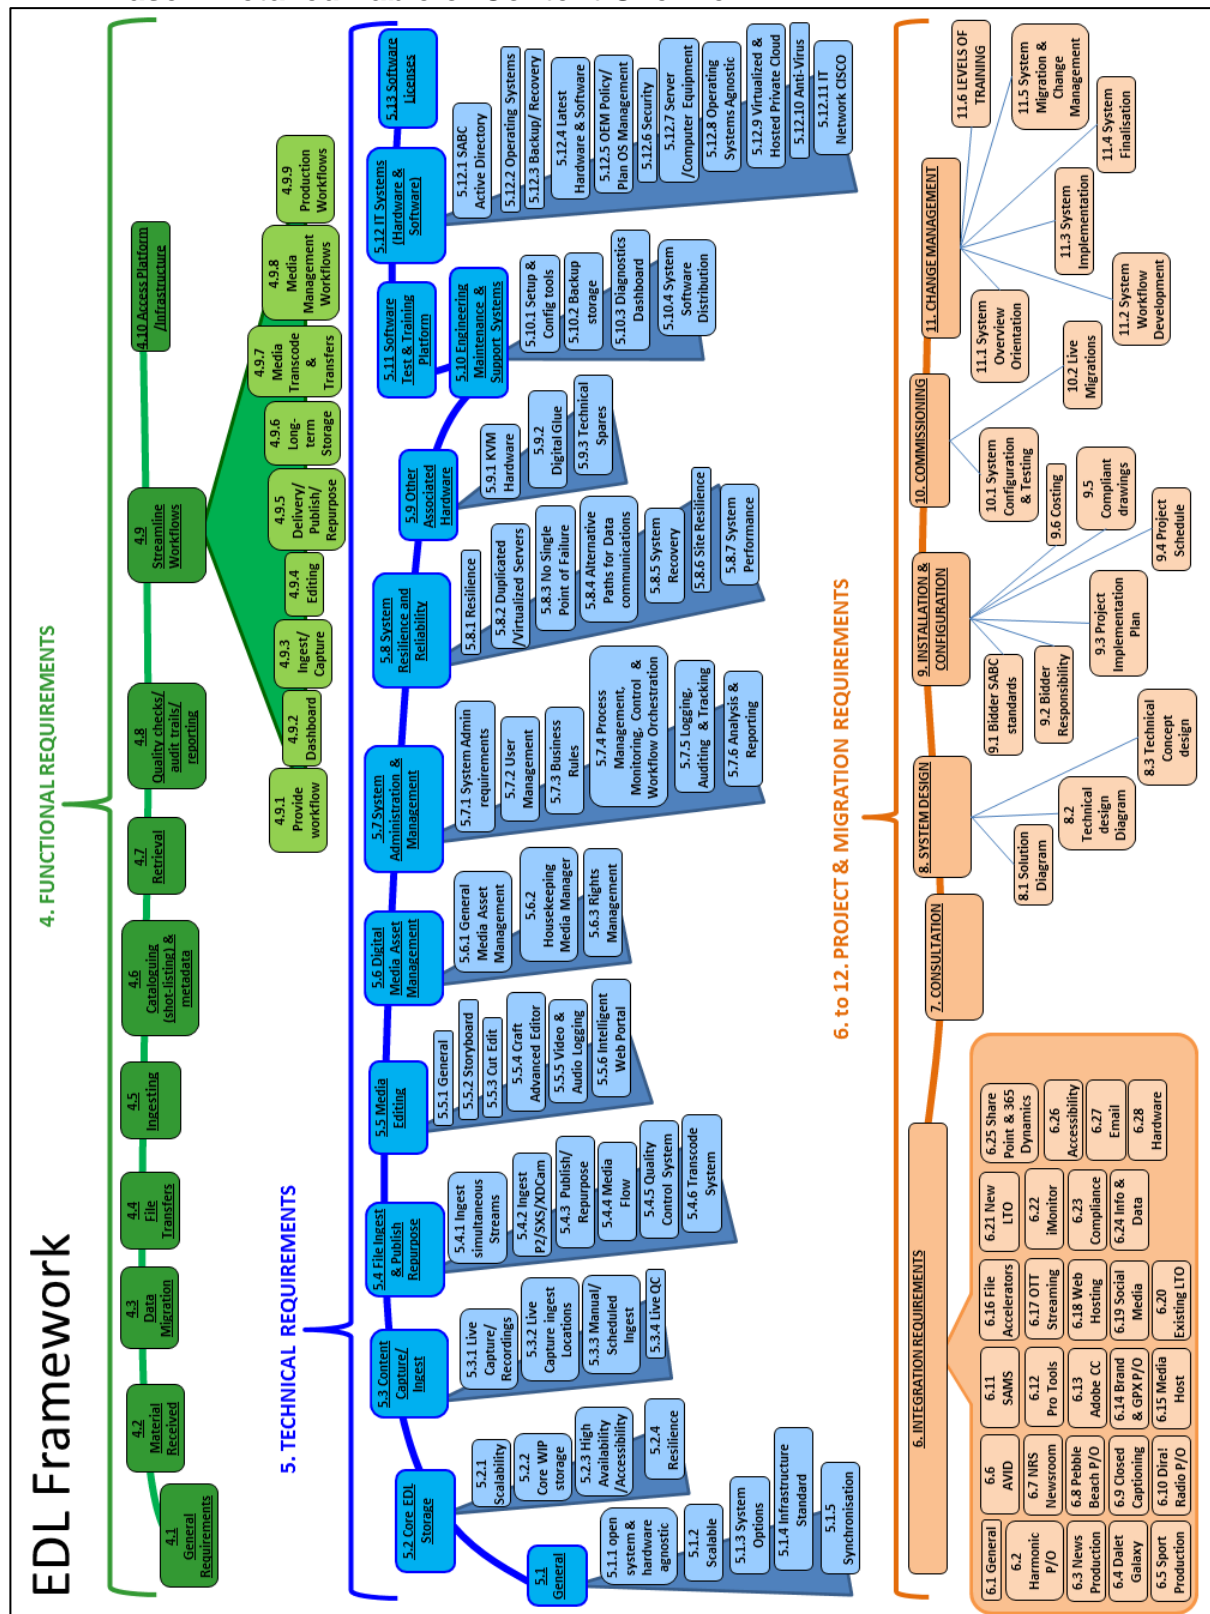 EDL Framework
4. FUNCTIONAL REQUIREMENTS
4.1
General
Requirements
4.2
Material
Received
4.3
Data
Migration
4.4
File
Transfers
4.5
Ingesting
4.6
Cataloguing
(shot-listing) &
metadata
4.7
Retrieval
4.8
Quality checks/
audit trails/
reporting
4.9
Streamline
Workflows
4.10 Access Platform
/Infrastructure
4.9.1
Provide
workflow
4.9.2
Dashboard
4.9.3
Ingest/
Capture
4.9.4
Editing
4.9.5
Delivery/
Publish/
Repurpose
4.9.6
Long-
term
Storage
4.9.7
Media
Transcode
&
Transfers
4.9.8
Media
Management
Workflows
4.9.9
Production
Workflows
5. TECHNICAL REQUIREMENTS
5.1
General
5.1.1 open
system &
hardware
agnostic
5.1.2
Scalable
5.1.3 System
Options
5.1.4 Infrastructure
Standard
5.1.5
Synchronisation
5.2 Core EDL
Storage
5.2.1
Scalability
5.2.2
Core WIP
storage
5.2.3 High
Availability
/Accessibility
5.2.4
Resilience
5.3 Content
Capture/
Ingest
5.3.1 Live
Capture/
Recordings
5.3.2 Live
Capture ingest
Locations
5.3.3 Manual/
Scheduled
Ingest
5.3.4 Live QC
5.4 File Ingest
& Publish
Repurpose
5.4.1 Ingest
simultaneous
Streams
5.4.2 Ingest
P2/SXS/XDCam
5.4.3 Publish/
Repurpose
5.4.4 Media
Flow
5.4.5 Quality
Control System
5.4.6 Transcode
System
5.5 Media
Editing
5.5.1 General
5.5.2 Storyboard
5.5.3 Cut Edit
5.5.4 Craft
Advanced Editor
5.5.5 Video &
Audio Logging
5.5.6 Intelligent
Web Portal
5.6 Digital
Media Asset
Management
5.6.1 General
Media Asset
Management
5.6.2
Housekeeping
Media Manager
5.6.3 Rights
Management
5.7 System
Administration &
Management
5.7.1 System Admin
requirements
5.7.2 User
Management
5.7.3 Business
Rules
5.7.4 Process
Management,
Monitoring, Control &
Workflow Orchestration
5.7.5 Logging,
Auditing & Tracking
5.7.6 Analysis &
Reporting
5.8 System
Resilience and
Reliability
5.8.1 Resilience
5.8.2 Duplicated
/Virtualized Servers
5.8.3 No Single
Point of Failure
5.8.4 Alternative
Paths for Data
communications
5.8.5 System
Recovery
5.8.6 Site Resilience
5.8.7 System
Performance
5.9 Other
Associated
Hardware
5.9.1 KVM
Hardware
5.9.2
Digital Glue
5.9.3 Technical
Spares
5.10 Engineering
Maintenance &
Support Systems
5.10.1 Setup &
Config tools
5.10.2 Backup
storage
5.10.3 Diagnostics
Dashboard
5.10.4 System
Software
Distribution
5.11 Software
Test & Training
Platform
5.12 IT Systems
(Hardware &
Software)
5.12.1 SABC
Active Directory
5.12.2 Operating Systems
5.12.3 Backup/ Recovery
5.12.4 Latest
Hardware & Software
5.12.5 OEM Policy/
Plan OS Management
5.12.6 Security
5.12.7 Server
/Computer Equipment
5.12.8 Operating
Systems Agnostic
5.12.9 Virtualized &
Hosted Private Cloud
5.12.10 Anti-Virus
5.12.11 IT
Network CISCO
5.13 Software
Licenses
6. to 12. PROJECT & MIGRATION REQUIREMENTS
6. INTEGRATION REQUIREMENTS
6.1 General
6.2
Harmonic
P/O
6.3 News
Production
6.4 Dalet
Galaxy
6.5 Sport
Production
6.6
AVID
6.7 NRS
Newsroom
6.8 Pebble
Beach P/O
6.9 Closed
Captioning
6.10 Dira!
Radio P/O
6.11
SAMS
6.12
Pro Tools
6.13
Adobe CC
6.14 Brand
& GPX P/O
6.15 Media
Host
6.16 File
Accelerators
6.17 OTT
Streaming
6.18 Web
Hosting
6.19 Social
Media
6.20
Existing LTO
6.21 New
LTO
6.22
iMonitor
6.23
Compliance
6.24 Info &
Data
6.25 Share
Point & 365
Dynamics
6.26
Accessibility
6.27
Email
6.28
Hardware
7. CONSULTATION
8. SYSTEM DESIGN
8.1 Solution
Diagram
8.2
Technical
design
Diagram
8.3 Technical
Concept
design
9. INSTALLATION &
CONFIGURATION
9.1 Bidder SABC
standards
9.2 Bidder
Responsibility
9.3 Project
Implementation
Plan
9.4 Project
Schedule
9.5
Compliant
drawings
9.6 Costing
10. COMMISSIONING
10.1 System
Configuration
& Testing
10.2 Live
Migrations
11. CHANGE MANAGEMENT
11.1 System
Overview
Orientation
11.2 System
Workflow
Development
11.3 System
Implementation
11.4 System
Finalisation
11.5 System
Migration &
Change
Management
11.6 LEVELS OF
TRAINING